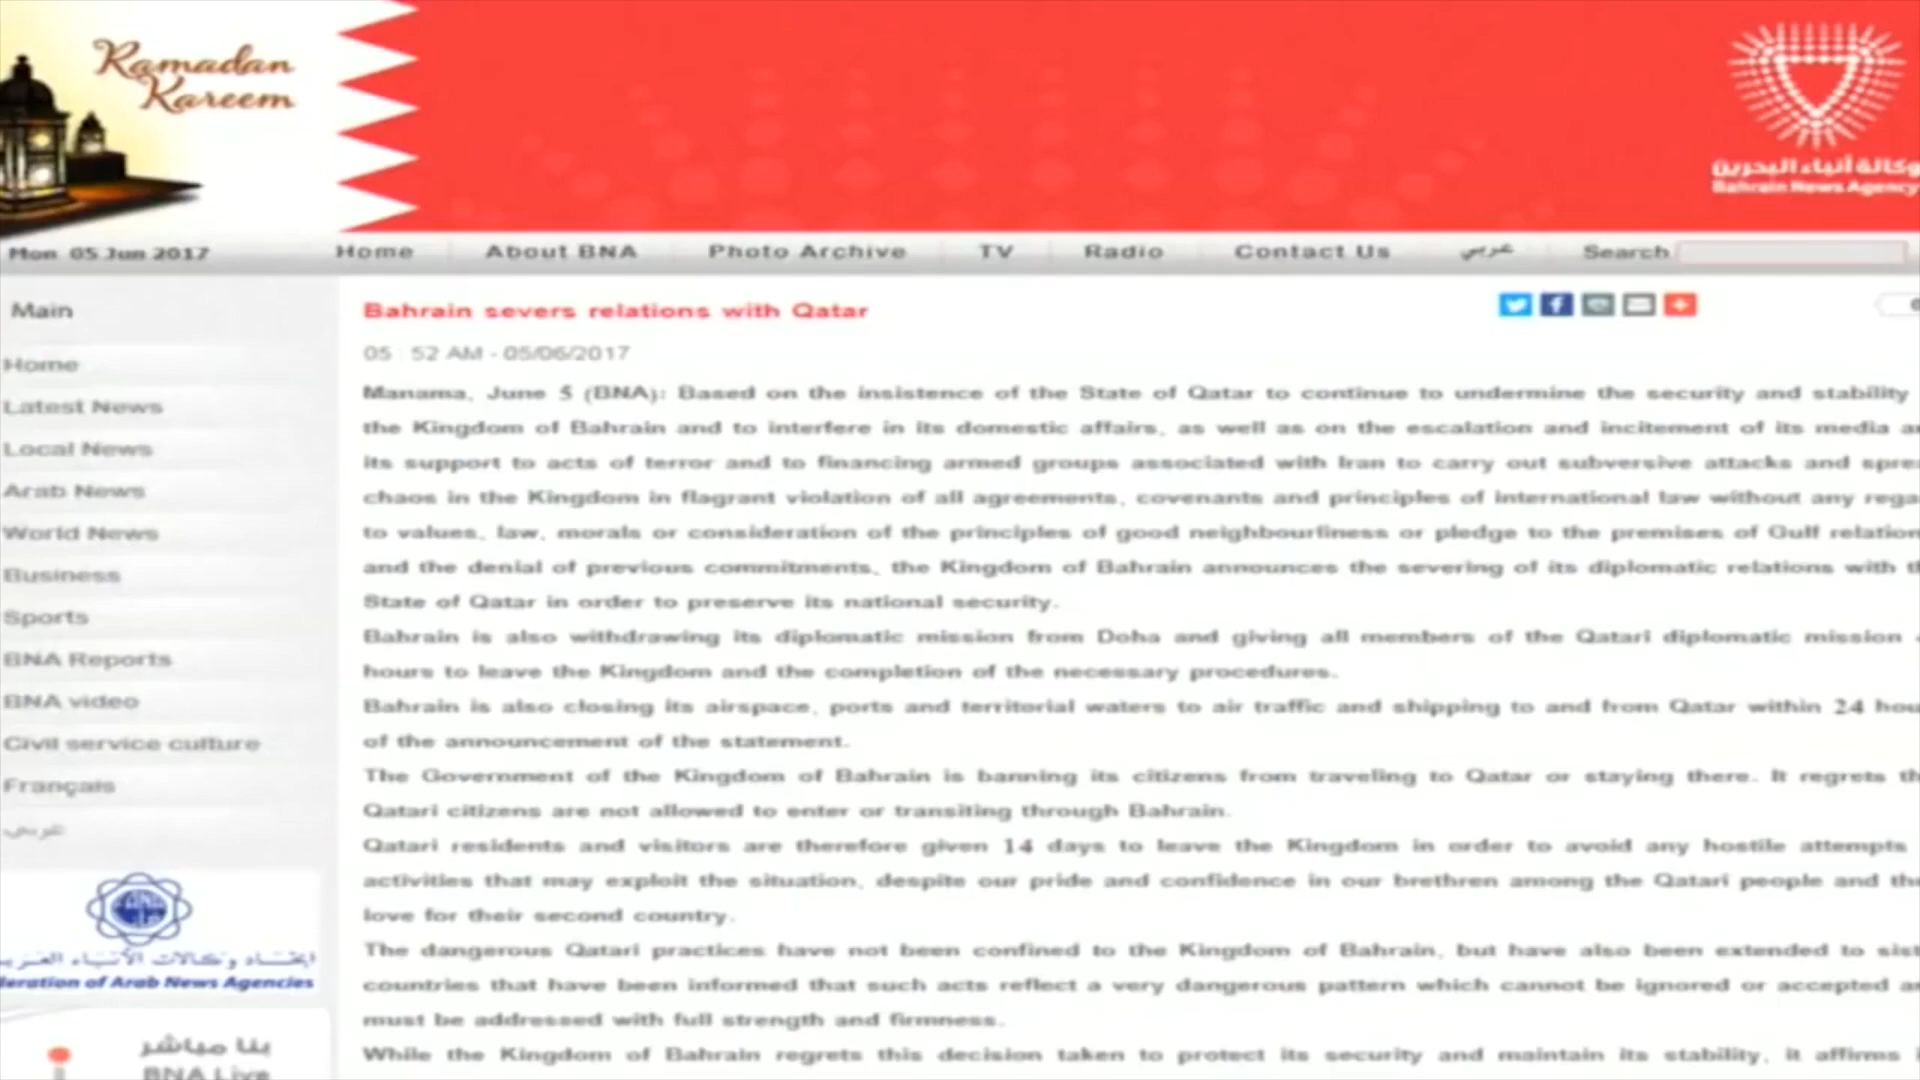 Ramadan
Kareem
وكالة أنباء البحرين
Bahrain News Agency
Mon 05 Jun 2017
Home
About BNA
Photo Archive
TV
Radio
Contact Us
عربي
Search
Main
Home
Latest News
Local News
Arab News
World News
Business
Sports
BNA Reports
BNA video
Civil service culture
Français
عربي
إتحاد وكالات الأنباء
of Arab News Agencies
بنا مباشر
BNA Live
Bahrain severs relations with Qatar
05 : 52 AM - 05/06/2017
Manama, June 5 (BNA): Based on the insistence of the State of Qatar to continue to undermine the security and stability
the Kingdom of Bahrain and to interfere in its domestic affairs, as well as on the escalation and incitement of its media
its support to acts of terror and to financing armed groups associated with Iran to carry out subversive attacks and
chaos in the Kingdom in flagrant violation of all agreements, covenants and principles of international law without any
to values, law, morals or consideration of the principles of good neighbourliness or pledge to the premises of Gulf
and the denial of previous commitments, the Kingdom of Bahrain announces the severing of its diplomatic relations with
State of Qatar in order to preserve its national security.
Bahrain is also withdrawing its diplomatic mission from Doha and giving all members of the Qatari diplomatic mission
hours to leave the Kingdom and the completion of the necessary procedures.
Bahrain is also closing its airspace, ports and territorial waters to air traffic and shipping to and from Qatar within 24
of the announcement of the statement.
The Government of the Kingdom of Bahrain is banning its citizens from traveling to Qatar or staying there. It regrets
Qatari citizens are not allowed to enter or transiting through Bahrain.
Qatari residents and visitors are therefore given 14 days to leave the Kingdom in order to avoid any hostile attempts
activities that may exploit the situation, despite our pride and confidence in our brethren among the Qatari people and
love for their second country.
The dangerous Qatari practices have not been confined to the Kingdom of Bahrain, but have also been extended to
countries that have been informed that such acts reflect a very dangerous pattern which cannot be ignored or accepted
must be addressed with full strength and firmness.
While the Kingdom of Bahrain regrets this decision taken to protect its security and maintain its stability, it affirms